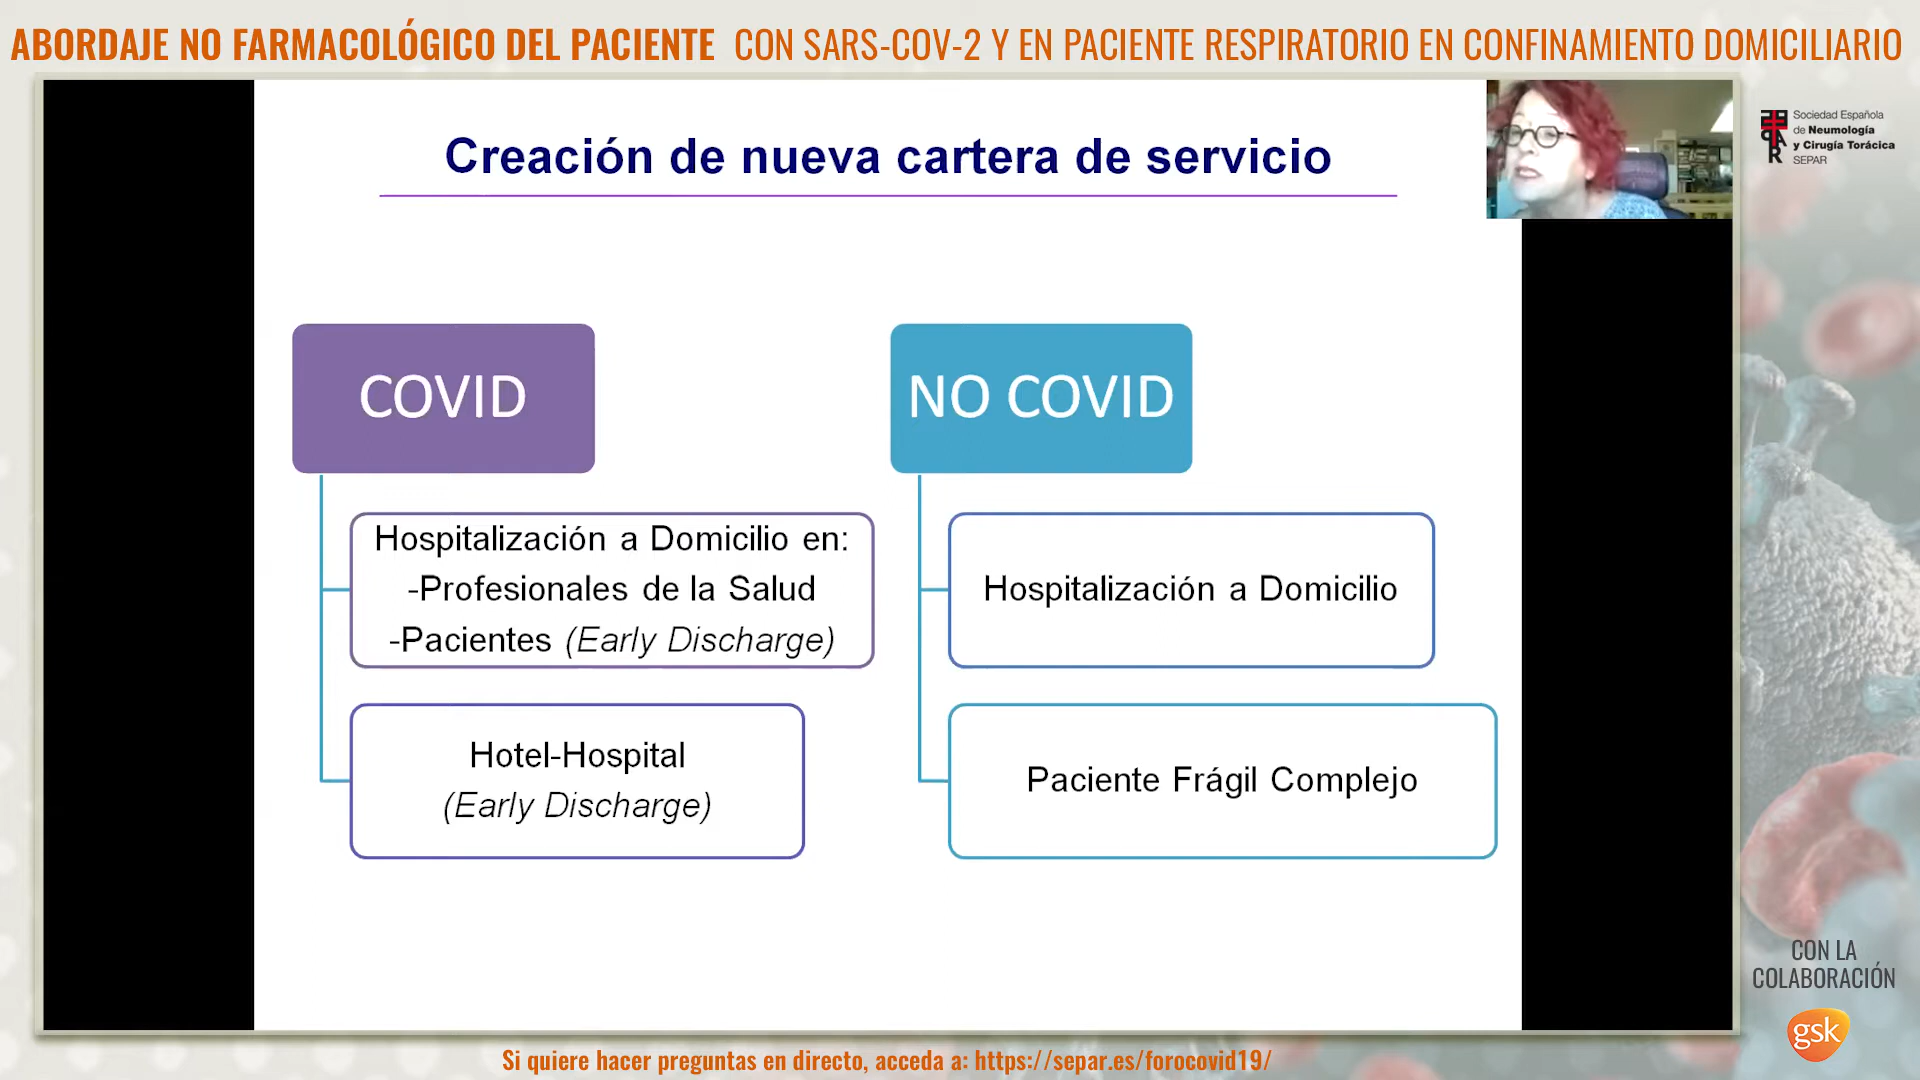 ABORDAJE NO FARMACOLÓGICO DEL PACIENTE CON SARS-COV-2 Y EN PACIENTE RESPIRATORIO EN CONFINAMIENTO DOMICILIARIO
Creación de nueva cartera de servicio
Sociedad Española
de Neumología
y Cirugía Torácica
SEPAR
COVID
Hospitalización a Domicilio en:
-Profesionales de la Salud
-Pacientes (Early Discharge)
Hotel-Hospital
(Early Discharge)
NO COVID
Hospitalización a Domicilio
Paciente Frágil Complejo
CON LA
COLABORACIÓN
gsk
Si quiere hacer preguntas en directo, acceda a: https://separ.es/forocovid19/